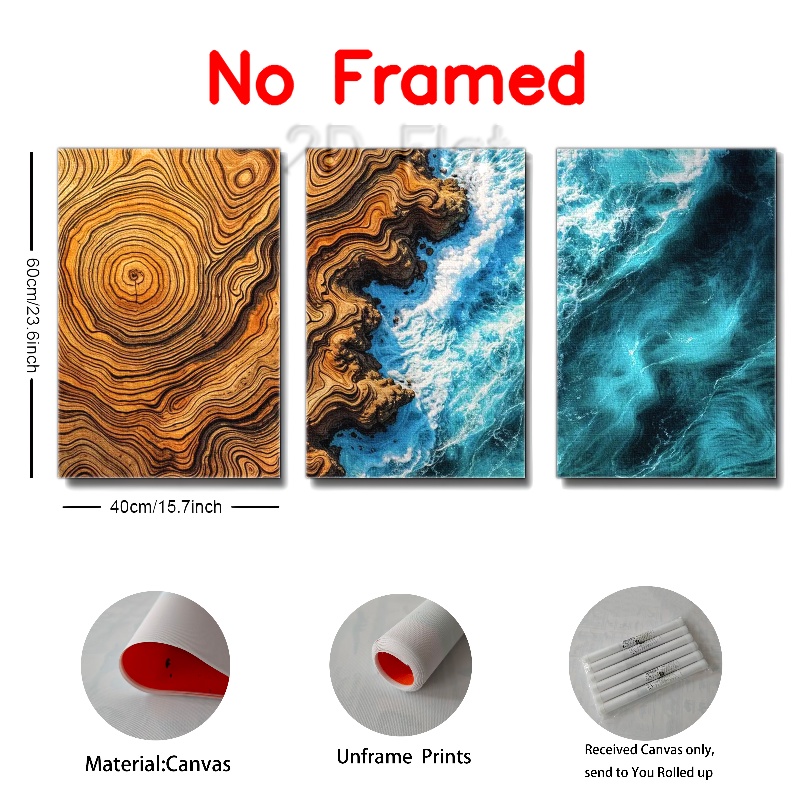 No Framed
2D Flat
60cm/23.6inch
40cm/15.7inch
Material:Canvas
Unframe Prints
Received Canvas only,
send to You Rolled up